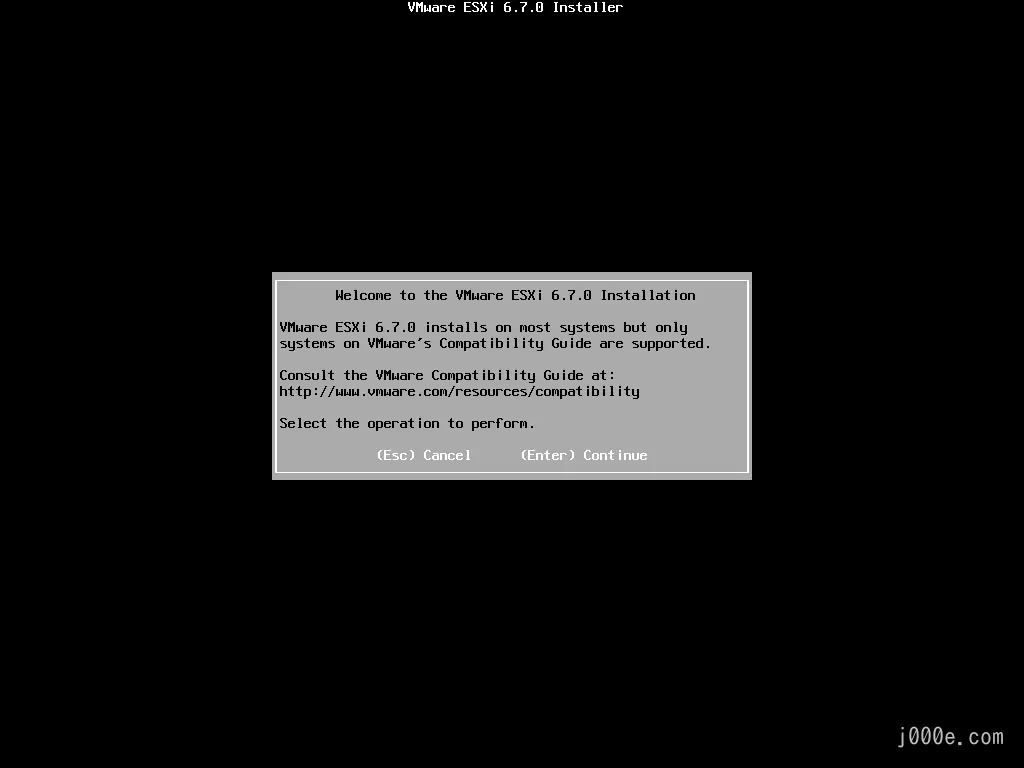 VMware ESXi 6.7.0 Installer
Welcome to the VMware ESXi 6.7.0 Installation
VMware ESXi 6.7.0 installs on most systems but only
systems on VMware's Compatibility Guide are supported.
Consult the VMware Compatibility Guide at:
http://www.vmware.com/resources/compatibility
Select the operation to perform.
(Esc) Cancel (Enter) Continue
j000e.com